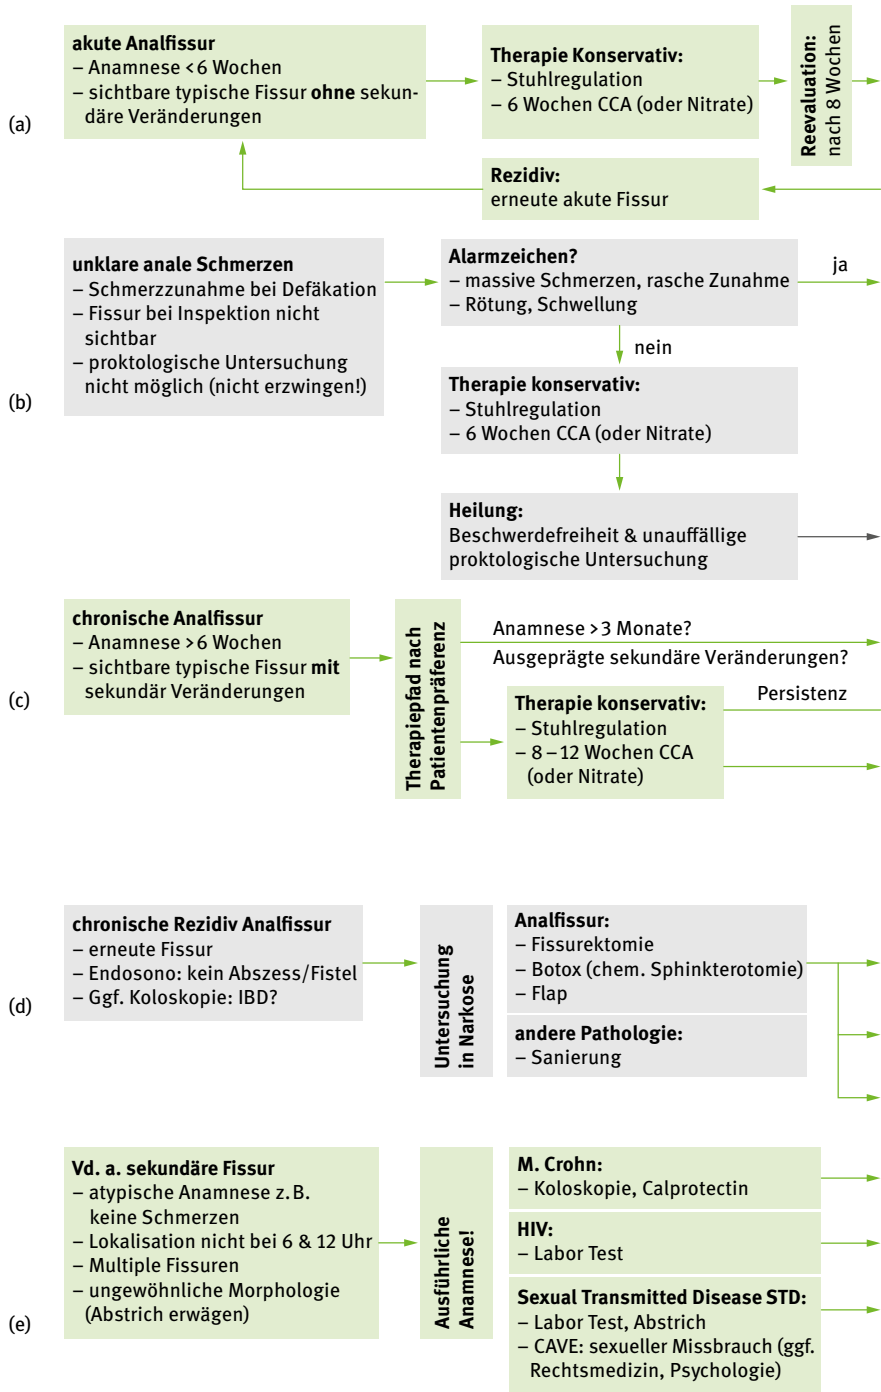 (a)
akute Analfissur
– Anamnese < 6 Wochen
– sichtbare typische Fissur ohne sekun-
däre Veränderungen
Therapie Konservativ:
– Stuhlregulation
– 6 Wochen CCA (oder Nitrate)
Reevaluation:
nach 8 Wochen
Rezidiv:
erneute akute Fissur
(b)
unklare anale Schmerzen
– Schmerzzunahme bei Defäkation
– Fissur bei Inspektion nicht
sichtbar
– proktologische Untersuchung
nicht möglich (nicht erzwingen!)
Alarmzeichen?
– massive Schmerzen, rasche Zunahme
– Rötung, Schwellung
ja
nein
Therapie konservativ:
– Stuhlregulation
– 6 Wochen CCA (oder Nitrate)
Heilung:
Beschwerdefreiheit & unauffällige
proktologische Untersuchung
(c)
chronische Analfissur
– Anamnese > 6 Wochen
– sichtbare typische Fissur mit
sekundär Veränderungen
Therapiepfad nach
Patientenpräferenz
Anamnese > 3 Monate?
Ausgeprägte sekundäre Veränderungen?
Therapie konservativ:
– Stuhlregulation
– 8 – 12 Wochen CCA
(oder Nitrate)
Persistenz
(d)
chronische Rezidiv Analfissur
– erneute Fissur
– Endosono: kein Abszess/Fistel
– Ggf. Koloskopie: IBD?
Untersuchung
in Narkose
Analfissur:
– Fissurektomie
– Botox (chem. Sphinkterotomie)
– Flap
andere Pathologie:
– Sanierung
(e)
Vd. a. sekundäre Fissur
– atypische Anamnese z. B.
keine Schmerzen
– Lokalisation nicht bei 6 & 12 Uhr
– Multiple Fissuren
– ungewöhnliche Morphologie
(Abstrich erwägen)
Ausführliche
Anamnese!
M. Crohn:
– Koloskopie, Calprotectin
HIV:
– Labor Test
Sexual Transmitted Disease STD:
– Labor Test, Abstrich
– CAVE: sexueller Missbrauch (ggf.
Rechtsmedizin, Psychologie)